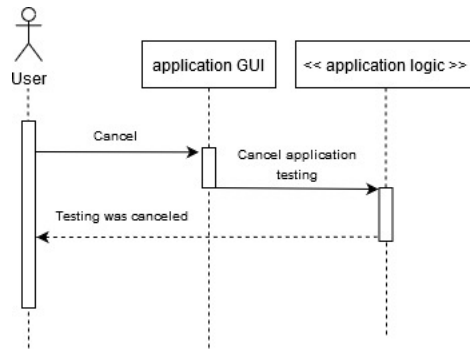 User
application GUI
<< application logic >>
Cancel
Cancel application
testing
Testing was canceled